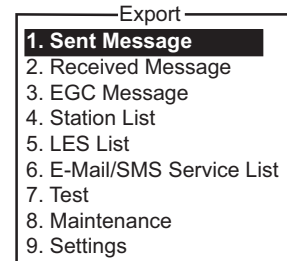 Export
1. Sent Message
2. Received Message
3. EGC Message
4. Station List
5. LES List
6. E-Mail/SMS Service List
7. Test
8. Maintenance
9. Settings